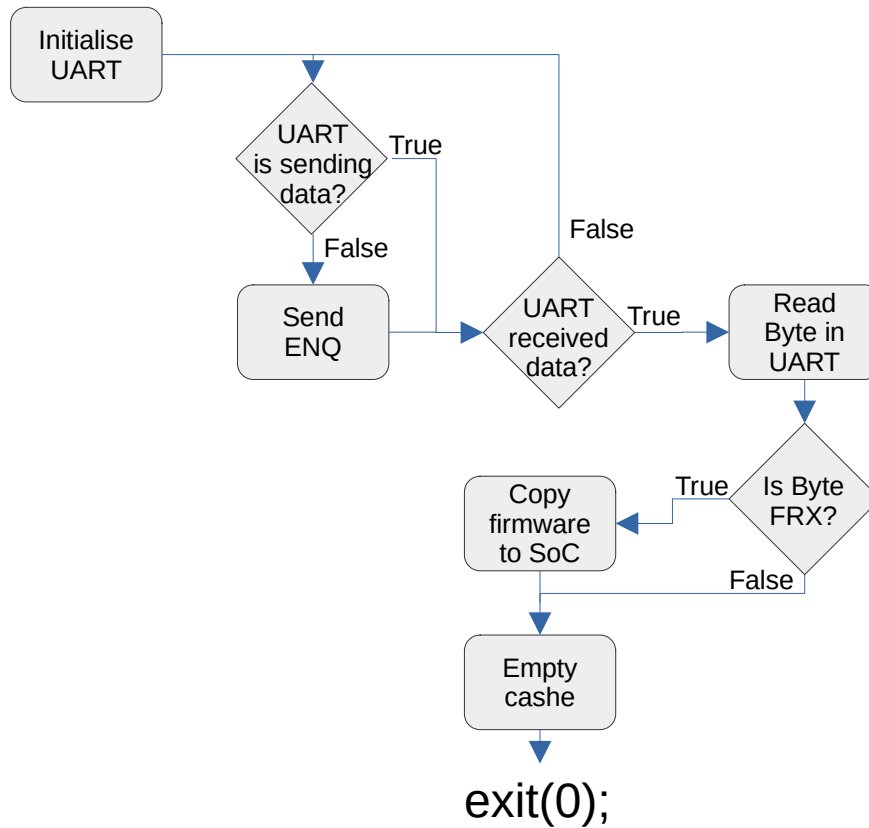 Initialise
UART
UART
is sending
data?
True
False
Send
ENQ
False
UART
received
data?
True
Read
Byte in
UART
Is Byte
FRX?
True
False
Copy
firmware
to SoC
Empty
cashe
exit(0);